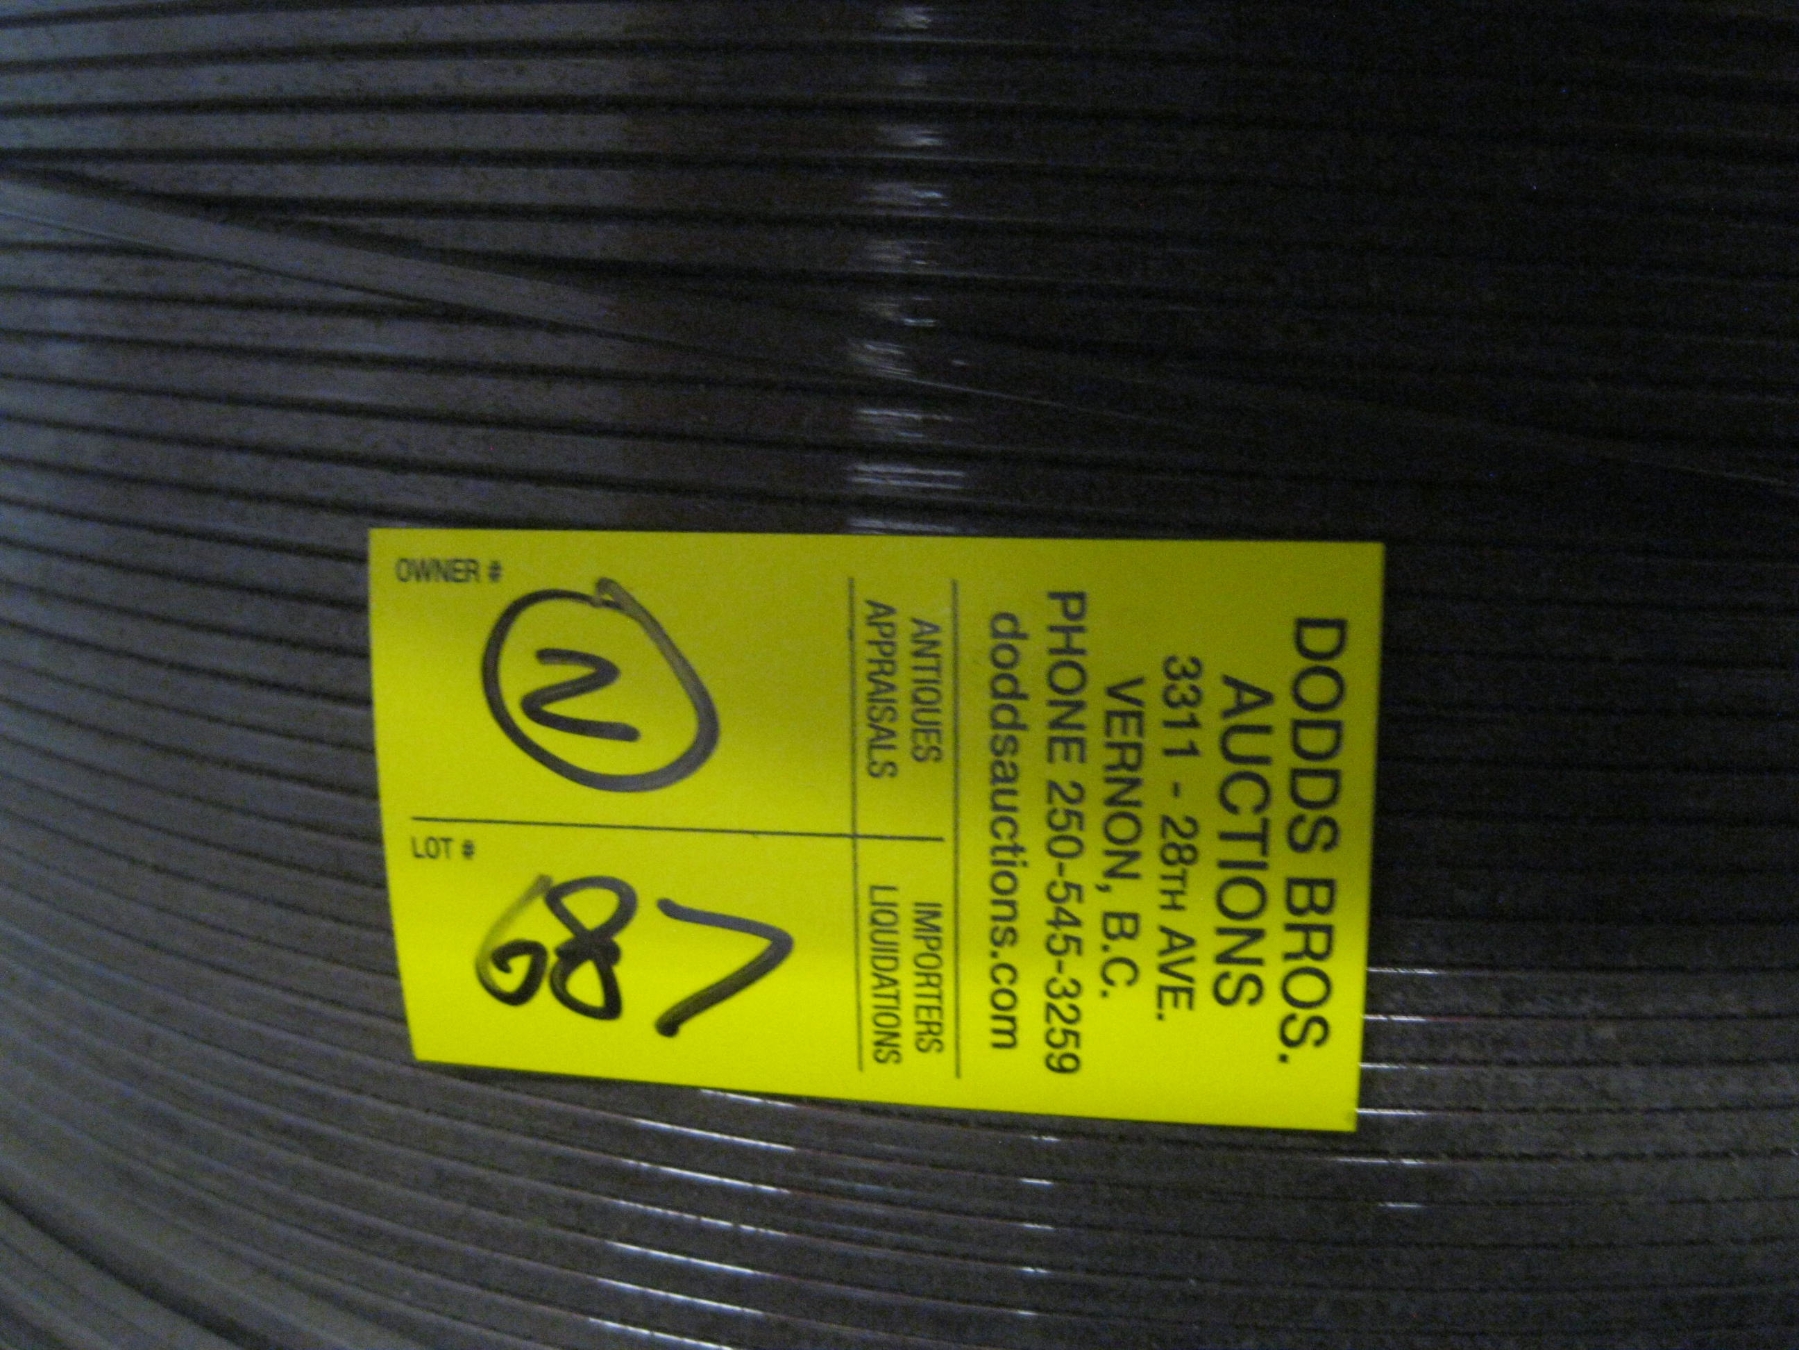 DODDS BROS.
AUCTIONS
3311 - 28TH AVE.
VERNON, B.C.
PHONE 250-545-3259
doddsauctions.com
ANTIQUES IMPORTERS
APPRAISALS LIQUIDATIONS
OWNER #
2
LOT #
687